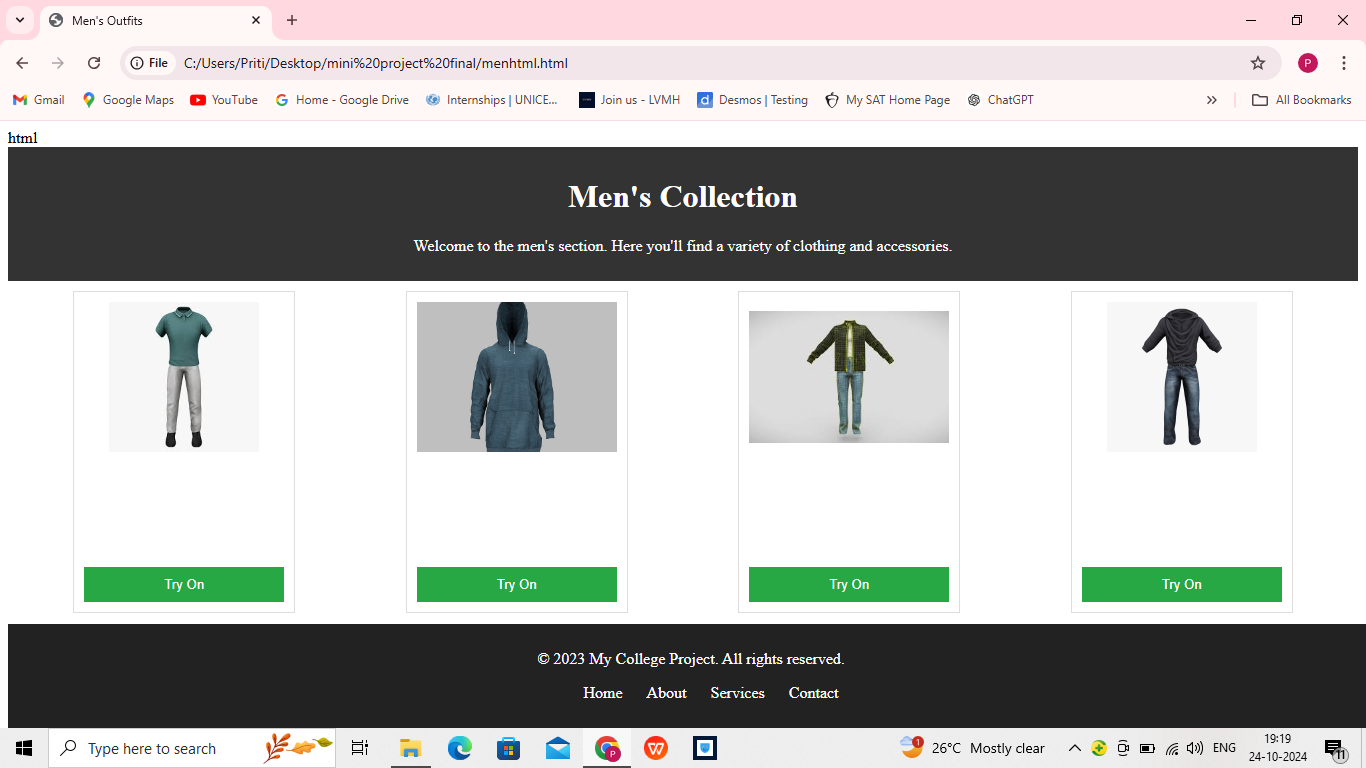 Men's Outfits
File C:/Users/Priti/Desktop/mini%20project%20final/menhtml.html P
Gmail Google Maps YouTube Home - Google Drive Internships | UNICE... Join us - LVMH d Desmos | Testing My SAT Home Page ChatGPT All Bookmarks
html
Men's Collection
Welcome to the men's section. Here you'll find a variety of clothing and accessories.
Try On Try On Try On Try On
© 2023 My College Project. All rights reserved.
Home About Services Contact
Type here to search P W 1 26°C Mostly clear ENG 19:19
24-10-2024 11